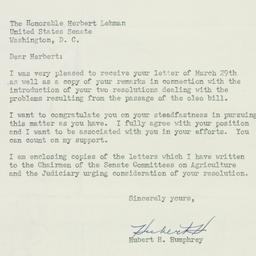 The Honorable Herbert Lehman
United States Senate
Washington, D. C.
Dear Herbert:
I was very pleased to receive your letter of March 29th
as well as a copy of your remarks in connection with the
introduction of your two resolutions dealing with the
problems resulting from the passage of the oleo bill.
I want to congratulate you on your steadfastness in pursuing
this matter as you have. I fully agree with your position
and I want to be associated with you in your efforts. You
can count on my support.
I am enclosing copies of the letters which I have written
to the Chairmen of the Senate Committees on Agriculture
and the Judiciary urging consideration of your resolution.
Sincerely yours,
Hubert H
Hubert H. Humphrey